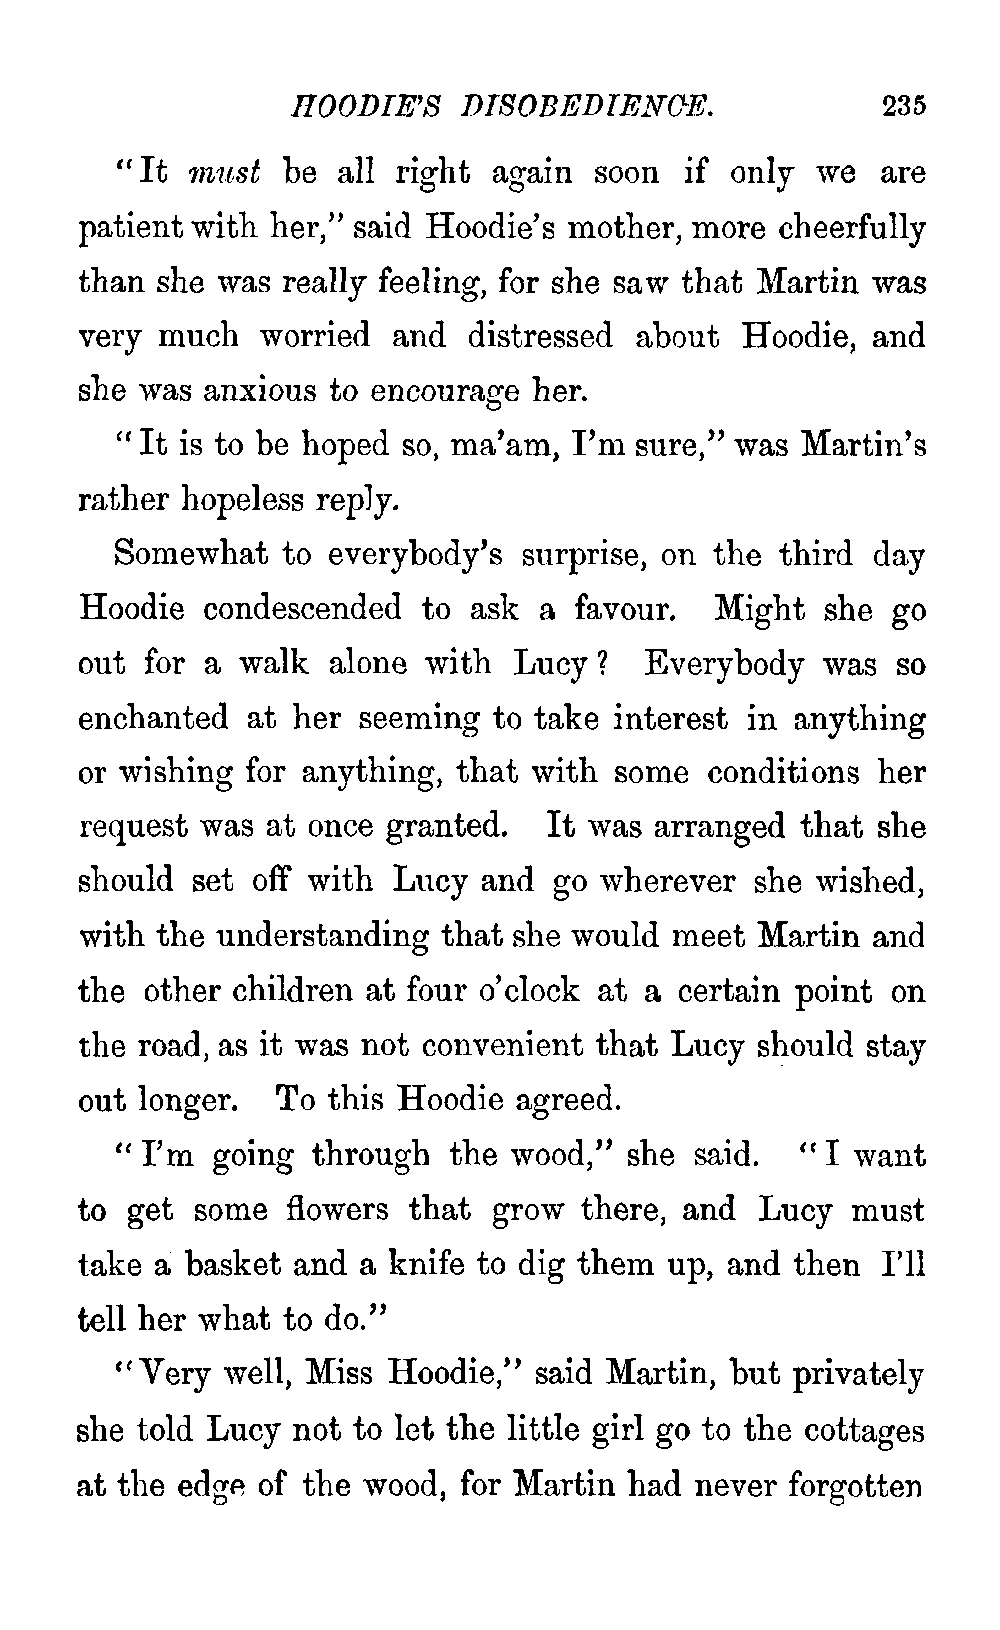 HOODIE'S DISOBEDIENCE. 235
"It must be all right again soon if only we are
patient with her," said Hoodie's mother, more cheerfully
than she was really feeling, for she saw that Martin was
very much worried and distressed about Hoodie, and
she was anxious to encourage her.
"It is to be hoped so, ma'am, I'm sure," was Martin's
rather hopeless reply.
Somewhat to everybody's surprise, on the third day
Hoodie condescended to ask a favour. Might she go
out for a walk alone with Lucy? Everybody was so
enchanted at her seeming to take interest in anything
or wishing for anything, that with some conditions her
request was at once granted. It was arranged that she
should set off with Lucy and go wherever she wished,
with the understanding that she would meet Martin and
the other children at four o'clock at a certain point on
the road, as it was not convenient that Lucy should stay
out longer. To this Hoodie agreed.
"I'm going through the wood," she said. "I want
to get some flowers that grow there, and Lucy must
take a basket and a knife to dig them up, and then I'll
tell her what to do."
"Very well, Miss Hoodie," said Martin, but privately
she told Lucy not to let the little girl go to the cottages
at the edge of the wood, for Martin had never forgotten